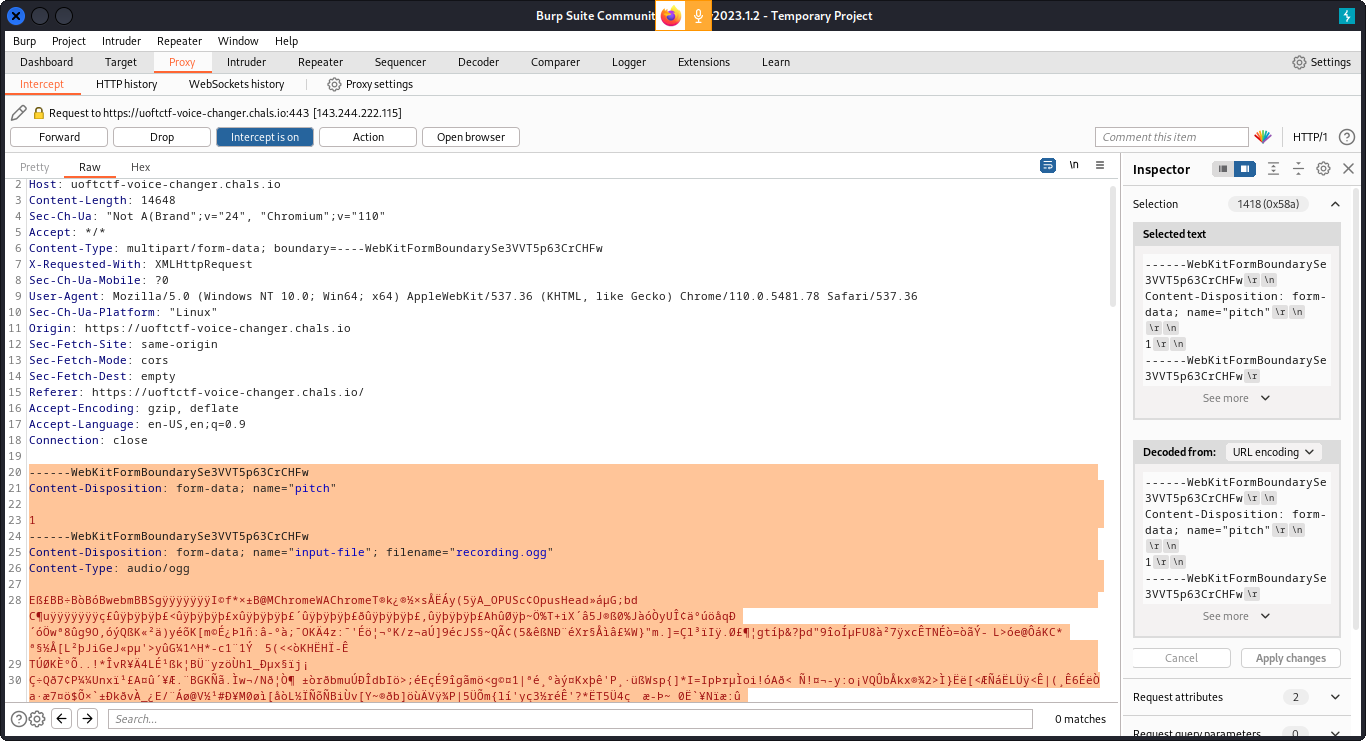 Burp Suite Communit v2023.1.2 - Temporary Project
Burp Project Intruder Repeater Window Help
Dashboard Target Proxy Intruder Repeater Sequencer Decoder Comparer Logger Extensions Learn Settings
Intercept HTTP history WebSockets history Proxy settings
Request to https://uoftctf-voice-changer.chals.io:443 [143.244.222.115]
Forward Drop Intercept is on Action Open browser Comment this item HTTP/1
Pretty Raw Hex \n
2 Host: uoftctf-voice-changer.chals.io
3 Content-Length: 14648
4 Sec-Ch-Ua: "Not A(Brand";v="24", "Chromium";v="110"
5 Accept: */*
6 Content-Type: multipart/form-data; boundary=----WebKitFormBoundarySe3VVT5p63CrCHFw
7 X-Requested-With: XMLHttpRequest
8 Sec-Ch-Ua-Mobile: ?0
9 User-Agent: Mozilla/5.0 (Windows NT 10.0; Win64; x64) AppleWebKit/537.36 (KHTML, like Gecko) Chrome/110.0.5481.78 Safari/537.36
10 Sec-Ch-Ua-Platform: "Linux"
11 Origin: https://uoftctf-voice-changer.chals.io
12 Sec-Fetch-Site: same-origin
13 Sec-Fetch-Mode: cors
14 Sec-Fetch-Dest: empty
15 Referer: https://uoftctf-voice-changer.chals.io/
16 Accept-Encoding: gzip, deflate
17 Accept-Language: en-US,en;q=0.9
18 Connection: close
19
20 ------WebKitFormBoundarySe3VVT5p63CrCHFw
21 Content-Disposition: form-data; name="pitch"
22
23 1
24 ------WebKitFormBoundarySe3VVT5p63CrCHFw
25 Content-Disposition: form-data; name="input-file"; filename="recording.ogg"
26 Content-Type: audio/ogg
27
28
29
30
Search...
0 matches
Inspector
Selection 1418 (0x58a)
Selected text
------WebKitFormBoundarySe
3VVT5p63CrCHFw \r \n
Content-Disposition: form-
data; name="pitch" \r \n
\r \n
1 \r \n
------WebKitFormBoundarySe
3VVT5p63CrCHFw \r
See more
Decoded from: URL encoding
------WebKitFormBoundarySe
3VVT5p63CrCHFw \r \n
Content-Disposition: form-
data; name="pitch" \r \n
\r \n
1 \r \n
------WebKitFormBoundarySe
3VVT5p63CrCHFw \r \n
See more
Cancel Apply changes
Request attributes 2
Request query parameters 0